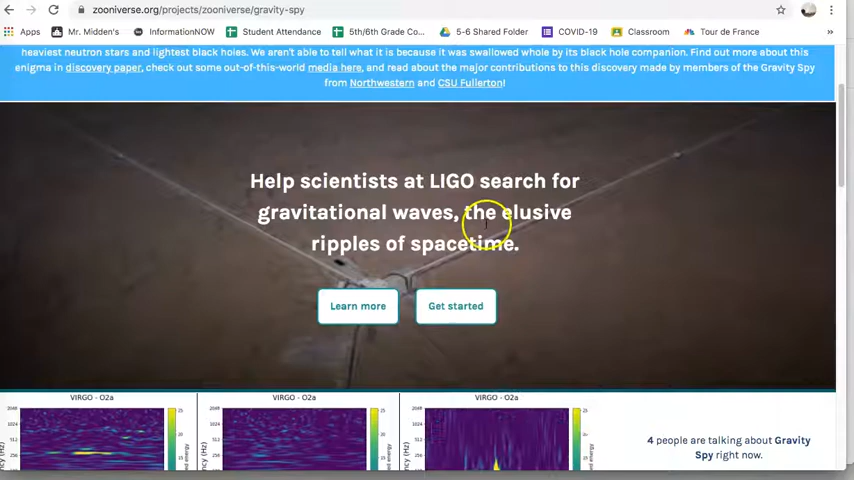 zooniverse.org/projects/zooniverse/gravity-spy
Apps Mr. Midden's InformationNOW Student Attendance 5th/6th Grade Co... 5-6 Shared Folder COVID-19 Classroom Tour de France
heaviest neutron stars and lightest black holes. We aren't able to tell what it is because it was swallowed whole by its black hole companion. Find out more about this
enigma in discovery paper, check out some out-of-this-world media here, and read about the major contributions to this discovery made by members of the Gravity Spy
from Northwestern and CSU Fullerton!
Help scientists at LIGO search for
gravitational waves, the elusive
ripples of spacetime.
Learn more Get started
VIRGO - O2a VIRGO - O2a VIRGO - O2a
2048
1024
512
256
4 people are talking about Gravity
Spy right now.